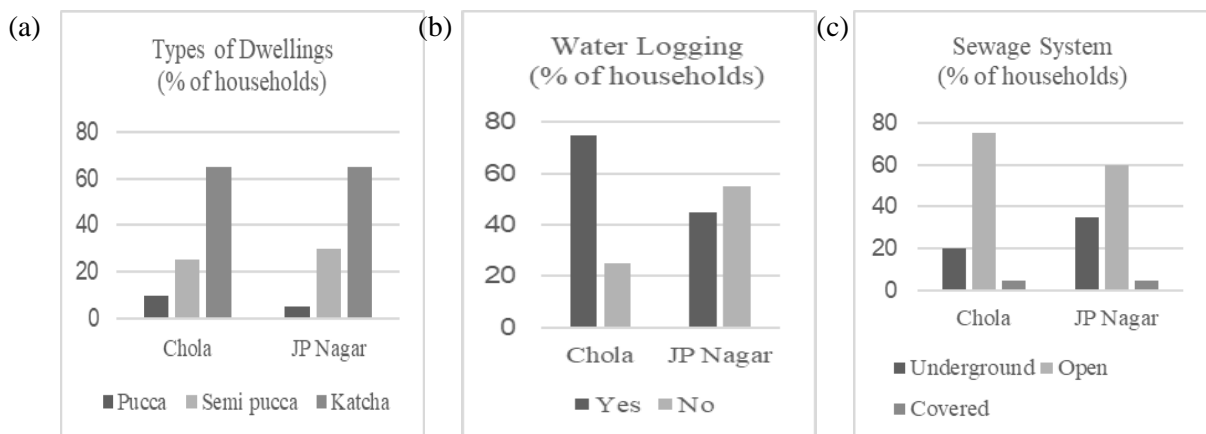 (a)
Types of Dwellings
(% of households)
80
60
40
20
0
Chola
JP Nagar
Pucca
Semi pucca
Katcha
(b)
Water Logging
(% of households)
80
60
40
20
0
Chola
JP Nagar
Yes
No
(c)
Sewage System
(% of households)
80
60
40
20
0
Chola
JP Nagar
Underground
Open
Covered